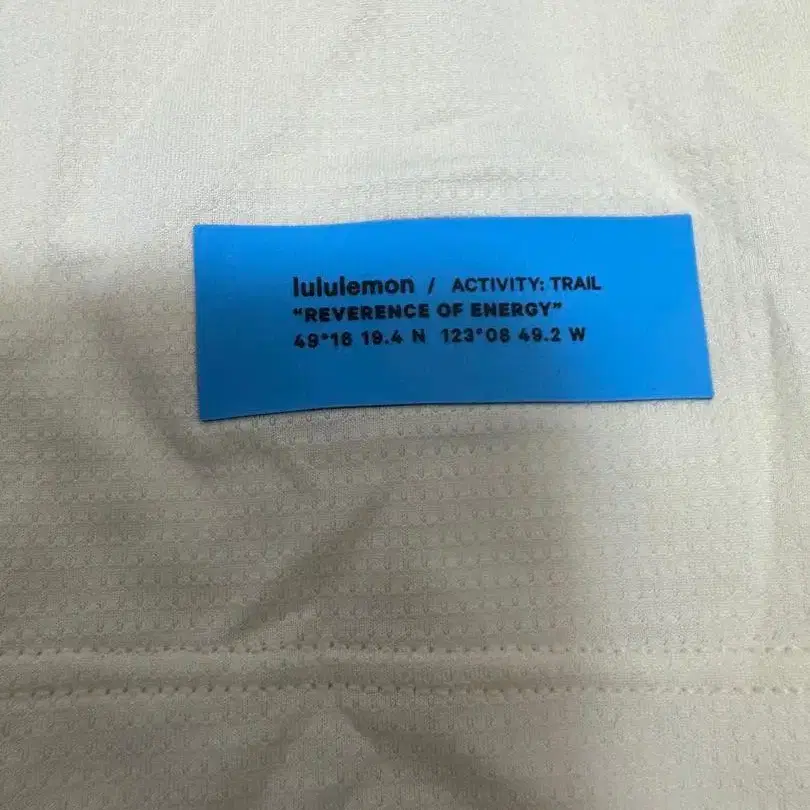 lululemon / ACTIVITY: TRAIL
“REVERENCE OF ENERGY”
49°16 19.4 N 123°08 49.2 W